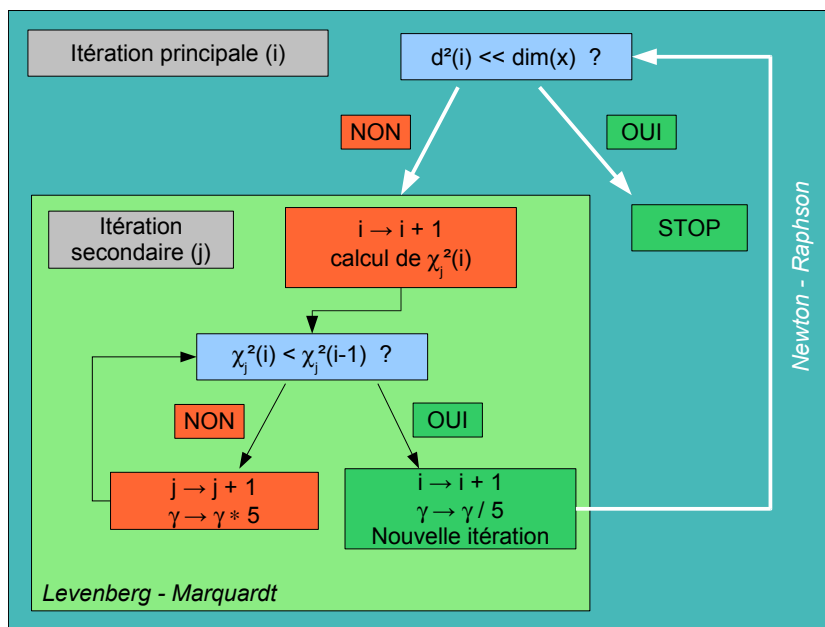 Itération principale (i)
d²(i) << dim(x) ?
NON
OUI
STOP
Newton - Raphson
Itération
secondaire (j)
i → i + 1
calcul de χⱼ²(i)
χⱼ²(i) < χⱼ²(i-1) ?
NON
OUI
j → j + 1
γ → γ * 5
i → i + 1
γ → γ / 5
Nouvelle itération
Levenberg - Marquardt